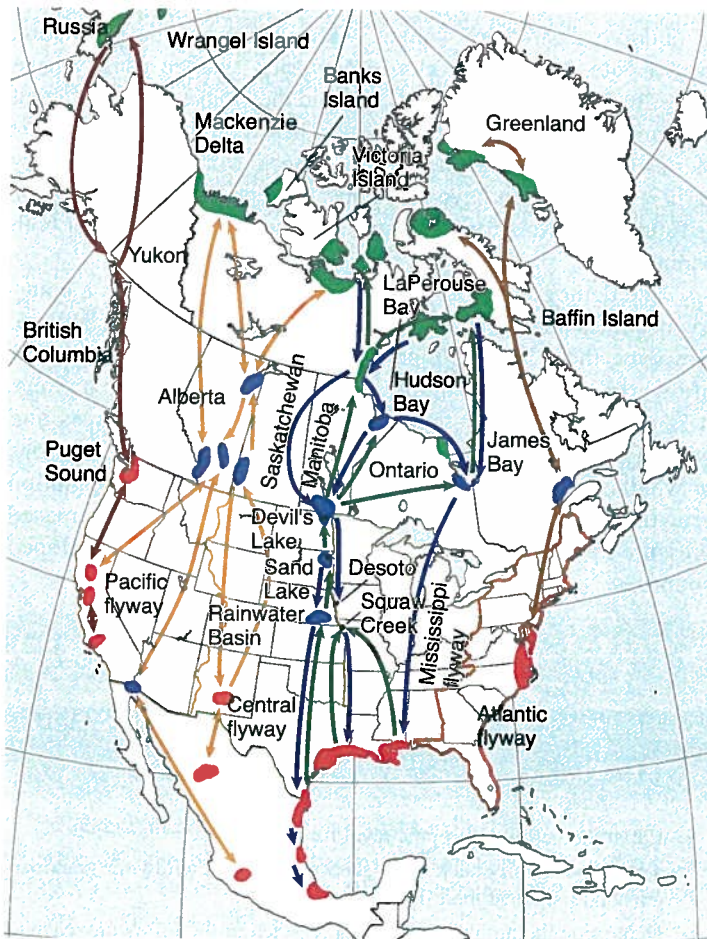 Russia
Wrangel Island
Banks
Island
Mackenzie
Delta
Victoria
Island
Greenland
Yukon
LaPerouse
Bay
Baffin Island
British
Columbia
Alberta
Saskatchewan
Manitoba
Hudson
Bay
Puget
Sound
Ontario
James
Bay
Devil's
Lake
Sand
Lake
Desoto
Pacific
flyway
Rainwater
Basin
Squaw
Creek
Mississippi
flyway
Central
flyway
Atlantic
flyway